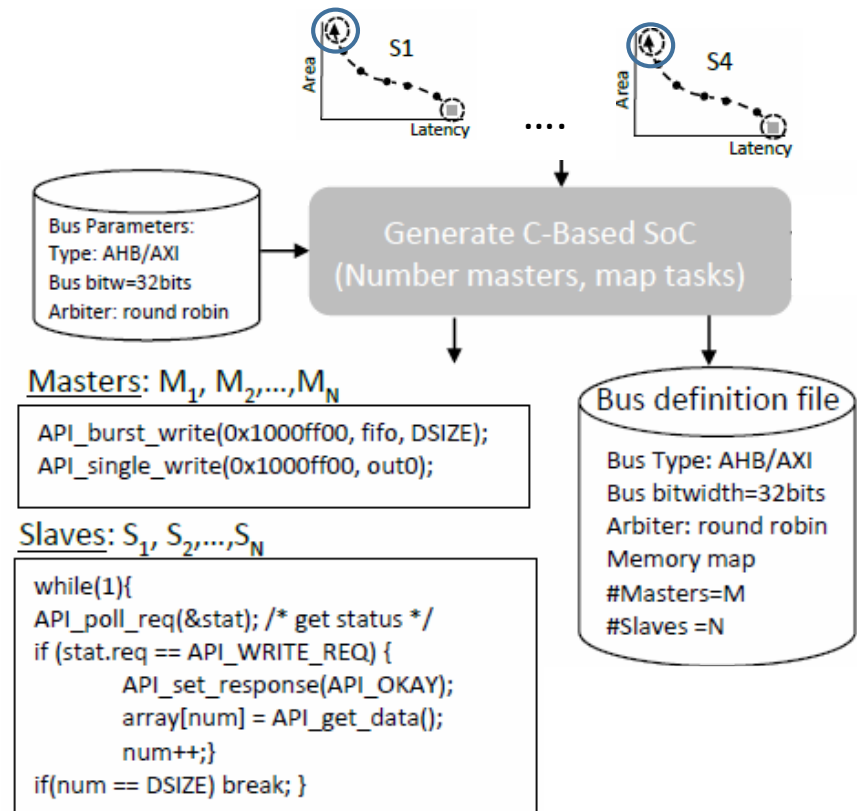 S1
Area
Latency
....
S4
Area
Latency
Bus Parameters:
Type: AHB/AXI
Bus bitw=32bits
Arbiter: round robin
Generate C-Based SoC
(Number masters, map tasks)
Masters: M1, M2,...,MN
API_burst_write(0x1000ff00, fifo, DSIZE);
API_single_write(0x1000ff00, out0);
Slaves: S1, S2,...,SN
while(1){
API_poll_req(&stat); /* get status */
if (stat.req == API_WRITE_REQ) {
API_set_response(API_OKAY);
array[num] = API_get_data();
num++;}
if(num == DSIZE) break; }
Bus definition file
Bus Type: AHB/AXI
Bus bitwidth=32bits
Arbiter: round robin
Memory map
#Masters=M
#Slaves =N